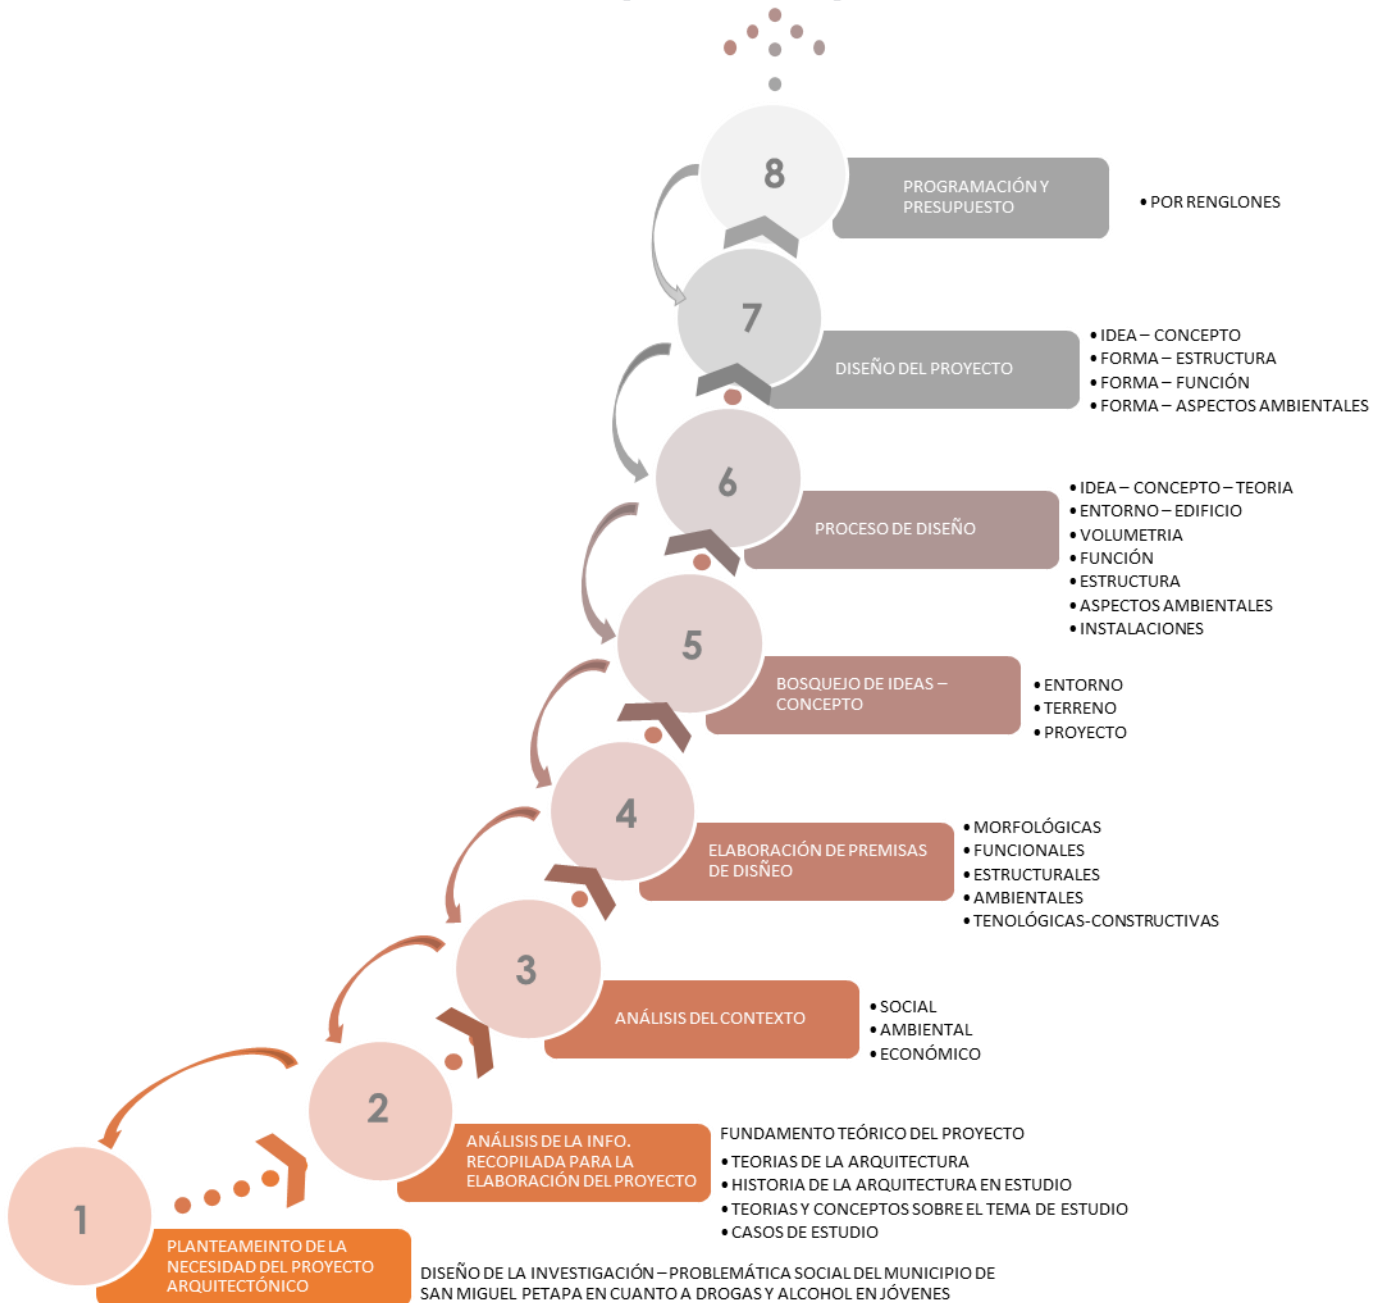 8
PROGRAMACIÓN Y
PRESUPUESTO
• POR RENGLONES
7
DISEÑO DEL PROYECTO
• IDEA – CONCEPTO
• FORMA – ESTRUCTURA
• FORMA – FUNCIÓN
• FORMA – ASPECTOS AMBIENTALES
6
PROCESO DE DISEÑO
• IDEA – CONCEPTO – TEORIA
• ENTORNO – EDIFICIO
• VOLUMETRIA
• FUNCIÓN
• ESTRUCTURA
• ASPECTOS AMBIENTALES
• INSTALACIONES
5
BOSQUEJO DE IDEAS –
CONCEPTO
• ENTORNO
• TERRENO
• PROYECTO
4
ELABORACIÓN DE PREMISAS
DE DISÑEO
• MORFOLÓGICAS
• FUNCIONALES
• ESTRUCTURALES
• AMBIENTALES
• TENOLÓGICAS-CONSTRUCTIVAS
3
ANÁLISIS DEL CONTEXTO
• SOCIAL
• AMBIENTAL
• ECONÓMICO
2
ANÁLISIS DE LA INFO.
RECOPILADA PARA LA
ELABORACIÓN DEL PROYECTO
FUNDAMENTO TEÓRICO DEL PROYECTO
• TEORIAS DE LA ARQUITECTURA
• HISTORIA DE LA ARQUITECTURA EN ESTUDIO
• TEORIAS Y CONCEPTOS SOBRE EL TEMA DE ESTUDIO
• CASOS DE ESTUDIO
1
PLANTEAMEINTO DE LA
NECESIDAD DEL PROYECTO
ARQUITECTÓNICO
DISEÑO DE LA INVESTIGACIÓN – PROBLEMÁTICA SOCIAL DEL MUNICIPIO DE
SAN MIGUEL PETAPA EN CUANTO A DROGAS Y ALCOHOL EN JÓVENES